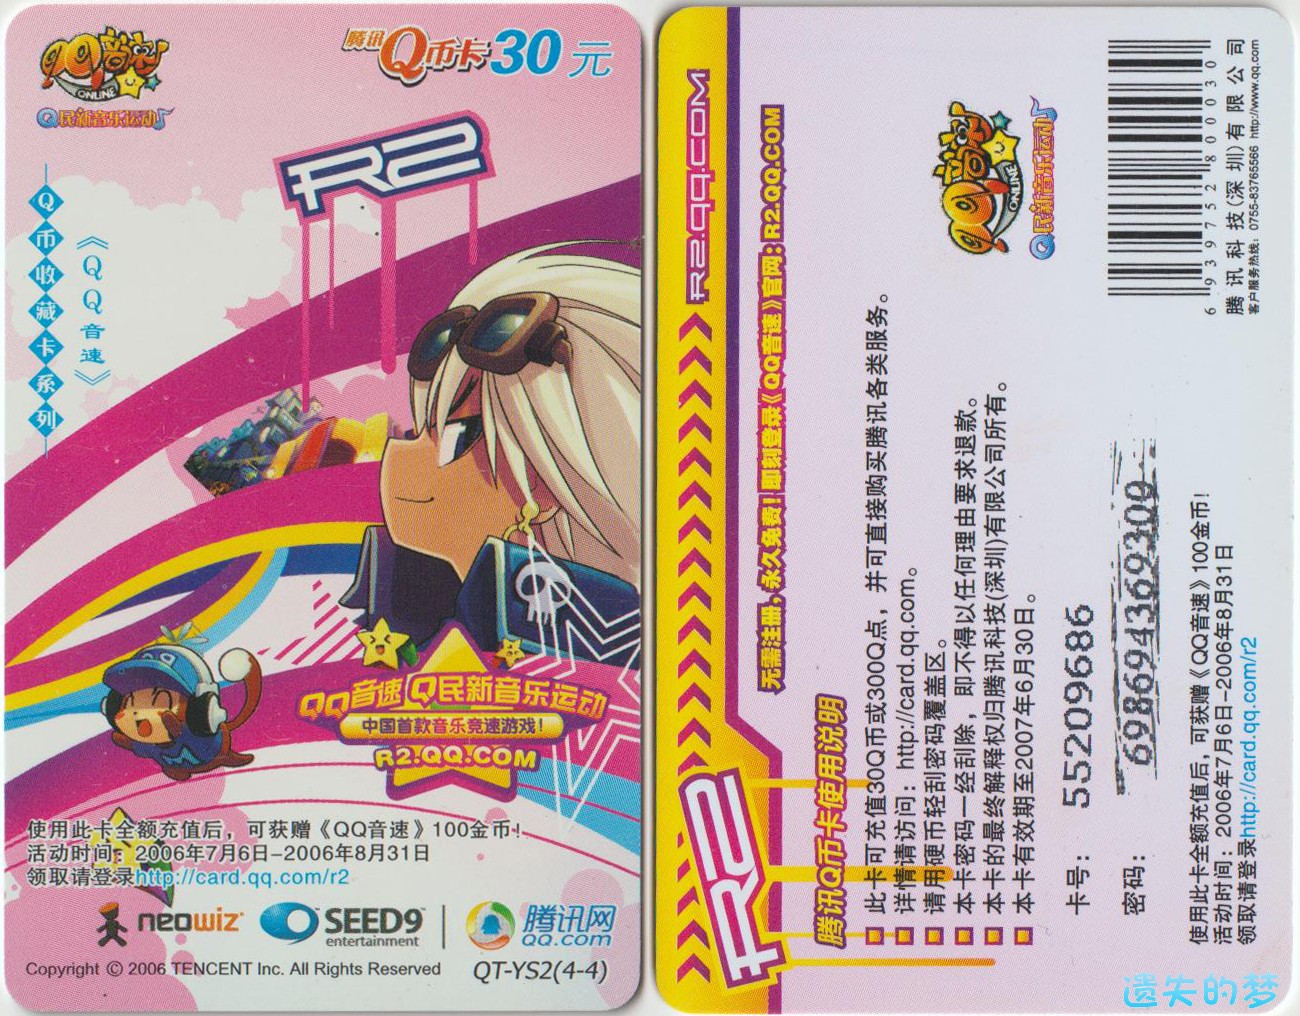 QQ音速
ONLINE
Q民新音乐运动
腾讯Q币卡30元
R2
Q币收藏卡系列
《QQ音速》
QQ音速 Q民新音乐运动
中国首款音乐竞速游戏!
R2.QQ.COM
使用此卡全额充值后，可获赠《QQ音速》100金币!
活动时间：2006年7月6日-2006年8月31日
领取请登录http://card.qq.com/r2
neowiz
SEED9
entertainment
腾讯网
QQ.com
Copyright © 2006 TENCENT Inc. All Rights Reserved
QT-YS2(4-4)
R2
R2.QQ.COM
无需注册，永久免费！即刻登录《QQ音速》官网：R2.QQ.COM
腾讯Q币卡使用说明
此卡可充值30Q币或300Q点，并可直接购买腾讯各类服务。
详情请访问：http://card.qq.com。
请用硬币轻刮密码覆盖区。
本卡密码一经刮除，即不得以任何理由要求退款。
本卡的最终解释权归腾讯科技(深圳)有限公司所有。
本卡有效期至2007年6月30日。
QQ音速
ONLINE
Q民新音乐运动
卡号：55209686
密码：698694369309
6939752800030
腾讯科技(深圳)有限公司
客户服务热线：0755-83765566 http://www.qq.com
使用此卡全额充值后，可获赠《QQ音速》100金币!
活动时间：2006年7月6日-2006年8月31日
领取请登录http://card.qq.com/r2
遗失的梦